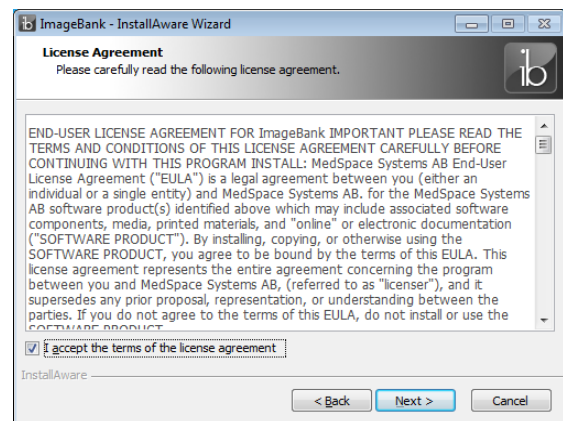 ib ImageBank - InstallAware Wizard
License Agreement
Please carefully read the following license agreement.
ib
END-USER LICENSE AGREEMENT FOR ImageBank IMPORTANT PLEASE READ THE
TERMS AND CONDITIONS OF THIS LICENSE AGREEMENT CAREFULLY BEFORE
CONTINUING WITH THIS PROGRAM INSTALL: MedSpace Systems AB End-User
License Agreement ("EULA") is a legal agreement between you (either an
individual or a single entity) and MedSpace Systems AB. for the MedSpace Systems
AB software product(s) identified above which may include associated software
components, media, printed materials, and "online" or electronic documentation
("SOFTWARE PRODUCT"). By installing, copying, or otherwise using the
SOFTWARE PRODUCT, you agree to be bound by the terms of this EULA. This
license agreement represents the entire agreement concerning the program
between you and MedSpace Systems AB, (referred to as "licenser"), and it
supersedes any prior proposal, representation, or understanding between the
parties. If you do not agree to the terms of this EULA, do not install or use the
SOFTWARE PRODUCT
I accept the terms of the license agreement
InstallAware
< Back Next > Cancel